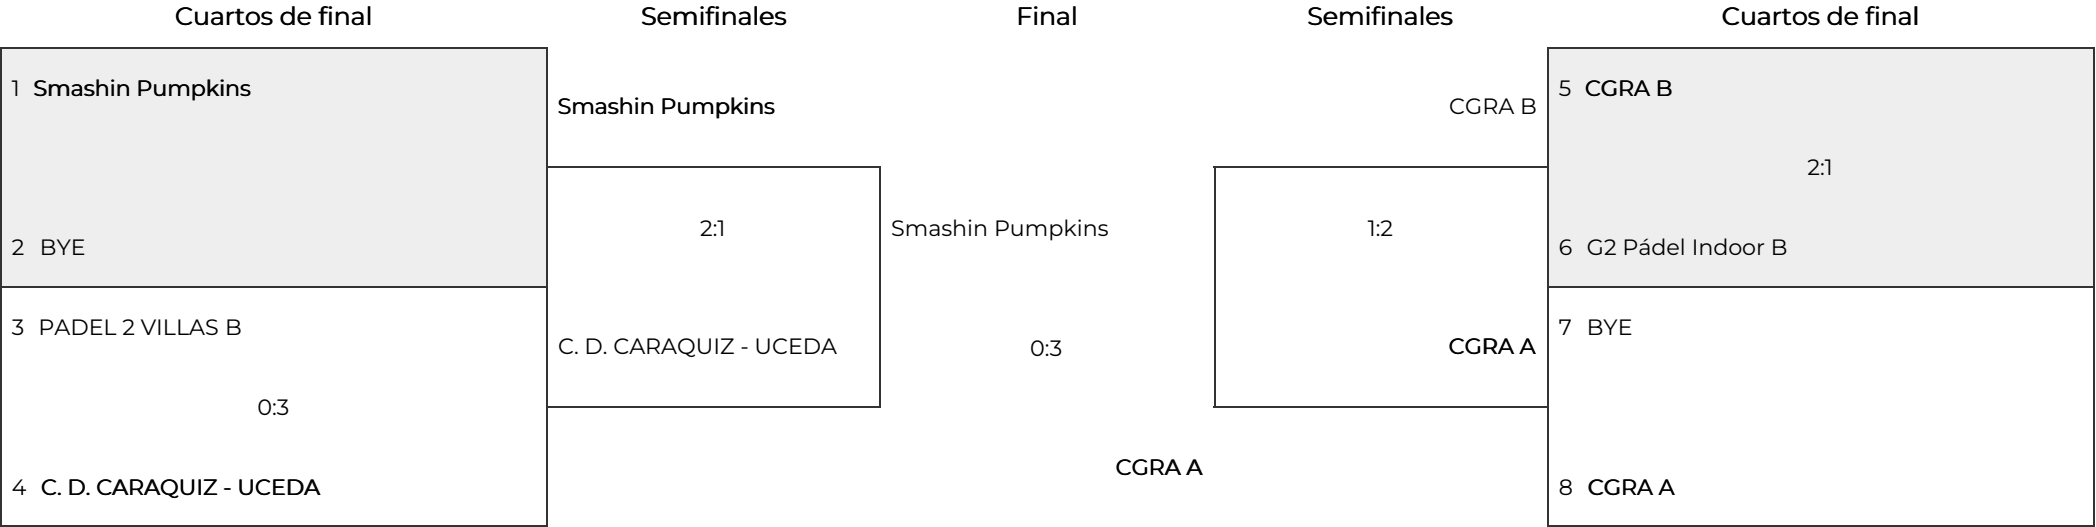 Cuartos de final
Semifinales
Final
Semifinales
Cuartos de final
1 Smashin Pumpkins
2 BYE
3 PADEL 2 VILLAS B
0:3
4 C. D. CARAQUIZ - UCEDA
Smashin Pumpkins
2:1
C. D. CARAQUIZ - UCEDA
Smashin Pumpkins
0:3
CGRA A
CGRA B
1:2
CGRA A
5 CGRA B
2:1
6 G2 Pádel Indoor B
7 BYE
8 CGRA A